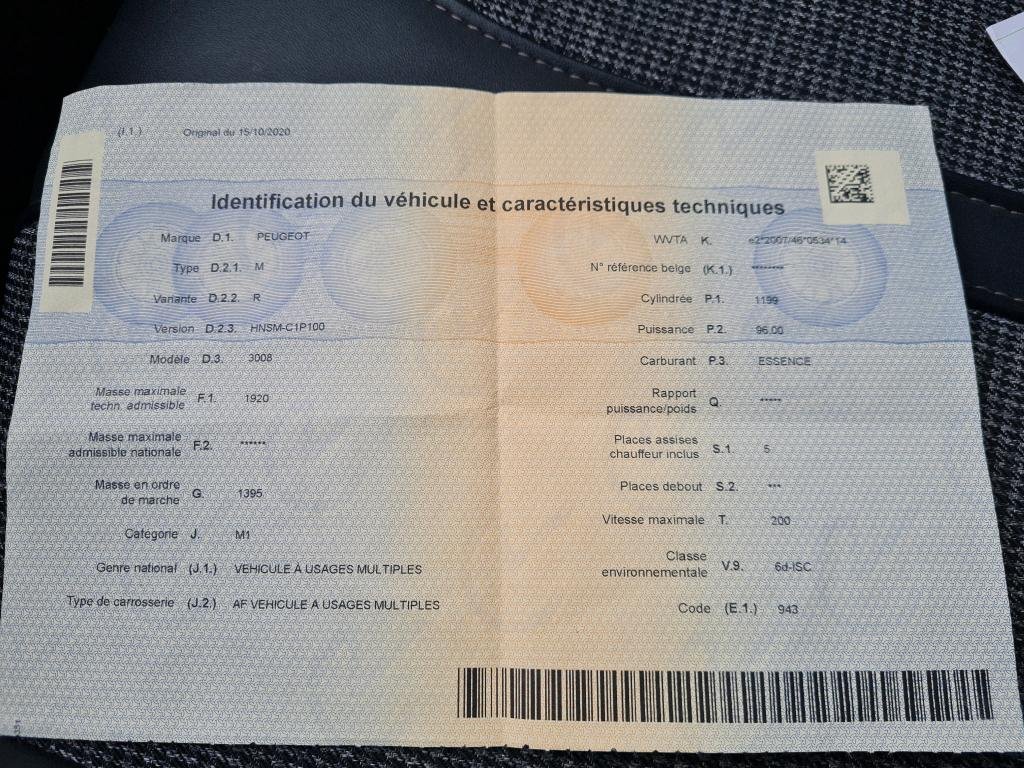 (I.1.) Original du 15/10/2020
Identification du véhicule et caractéristiques techniques
Marque D.1. PEUGEOT
Type D.2.1. M
Variante D.2.2. R
Version D.2.3. HNSM-C1P100
Modèle D.3. 3008
Masse maximale
techn. admissible F.1. 1920
Masse maximale
admissible nationale F.2. ******
Masse en ordre
de marche G. 1395
Catégorie J. M1
Genre national (J.1.) VEHICULE À USAGES MULTIPLES
Type de carrosserie (J.2.) AF VEHICULE A USAGES MULTIPLES
WVTA K. e2*2007/46*0534*14
N° référence belge (K.1.) ********
Cylindrée P.1. 1199
Puissance P.2. 96.00
Carburant P.3. ESSENCE
Rapport
puissance/poids Q. *****
Places assises
chauffeur inclus S.1. 5
Places debout S.2. ***
Vitesse maximale T. 200
Classe
environnementale V.9. 6d-ISC
Code (E.1.) 943